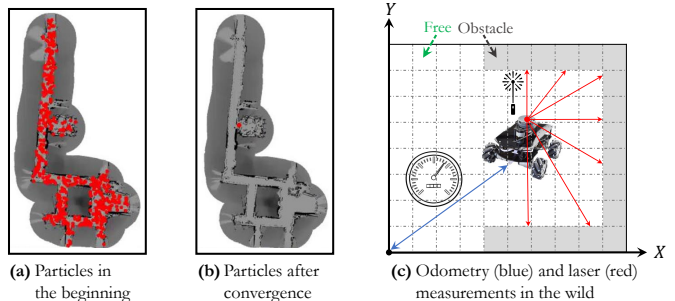 Y
Free Obstacle
X
(a) Particles in
the beginning
(b) Particles after
convergence
(c) Odometry (blue) and laser (red)
measurements in the wild